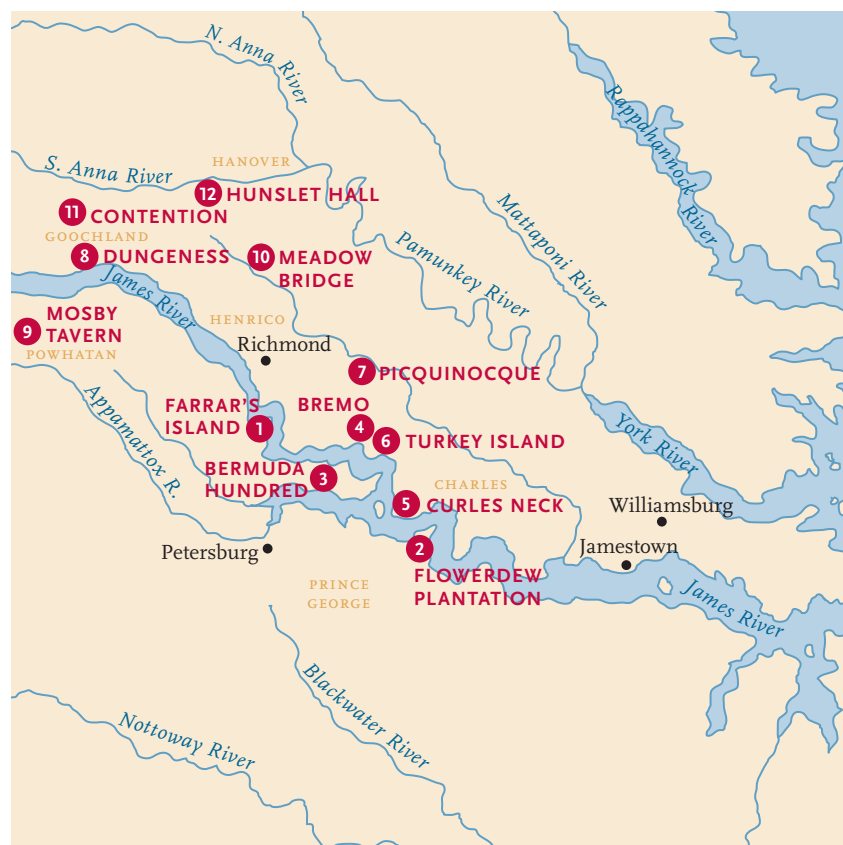 N. Anna River
Rappahannock
River
HANOVER
S. Anna River
12 HUNSLET HALL
11 CONTENTION
GOOCHLAND
Mattaponi River
8 DUNGENESS
10 MEADOW
BRIDGE
Pamunkey River
James River
9 MOSBY
TAVERN
POWHATAN
HENRICO
Richmond
7 PICQUINOCQUE
Appamattox R.
FARRAR'S
ISLAND 1
BREMO
4
6 TURKEY ISLAND
York River
BERMUDA
HUNDRED 3
CHARLES
5 CURLES NECK
Williamsburg
Petersburg
2
FLOWERDEW
PLANTATION
Jamestown
PRINCE
GEORGE
James River
Blackwater River
Nottoway River